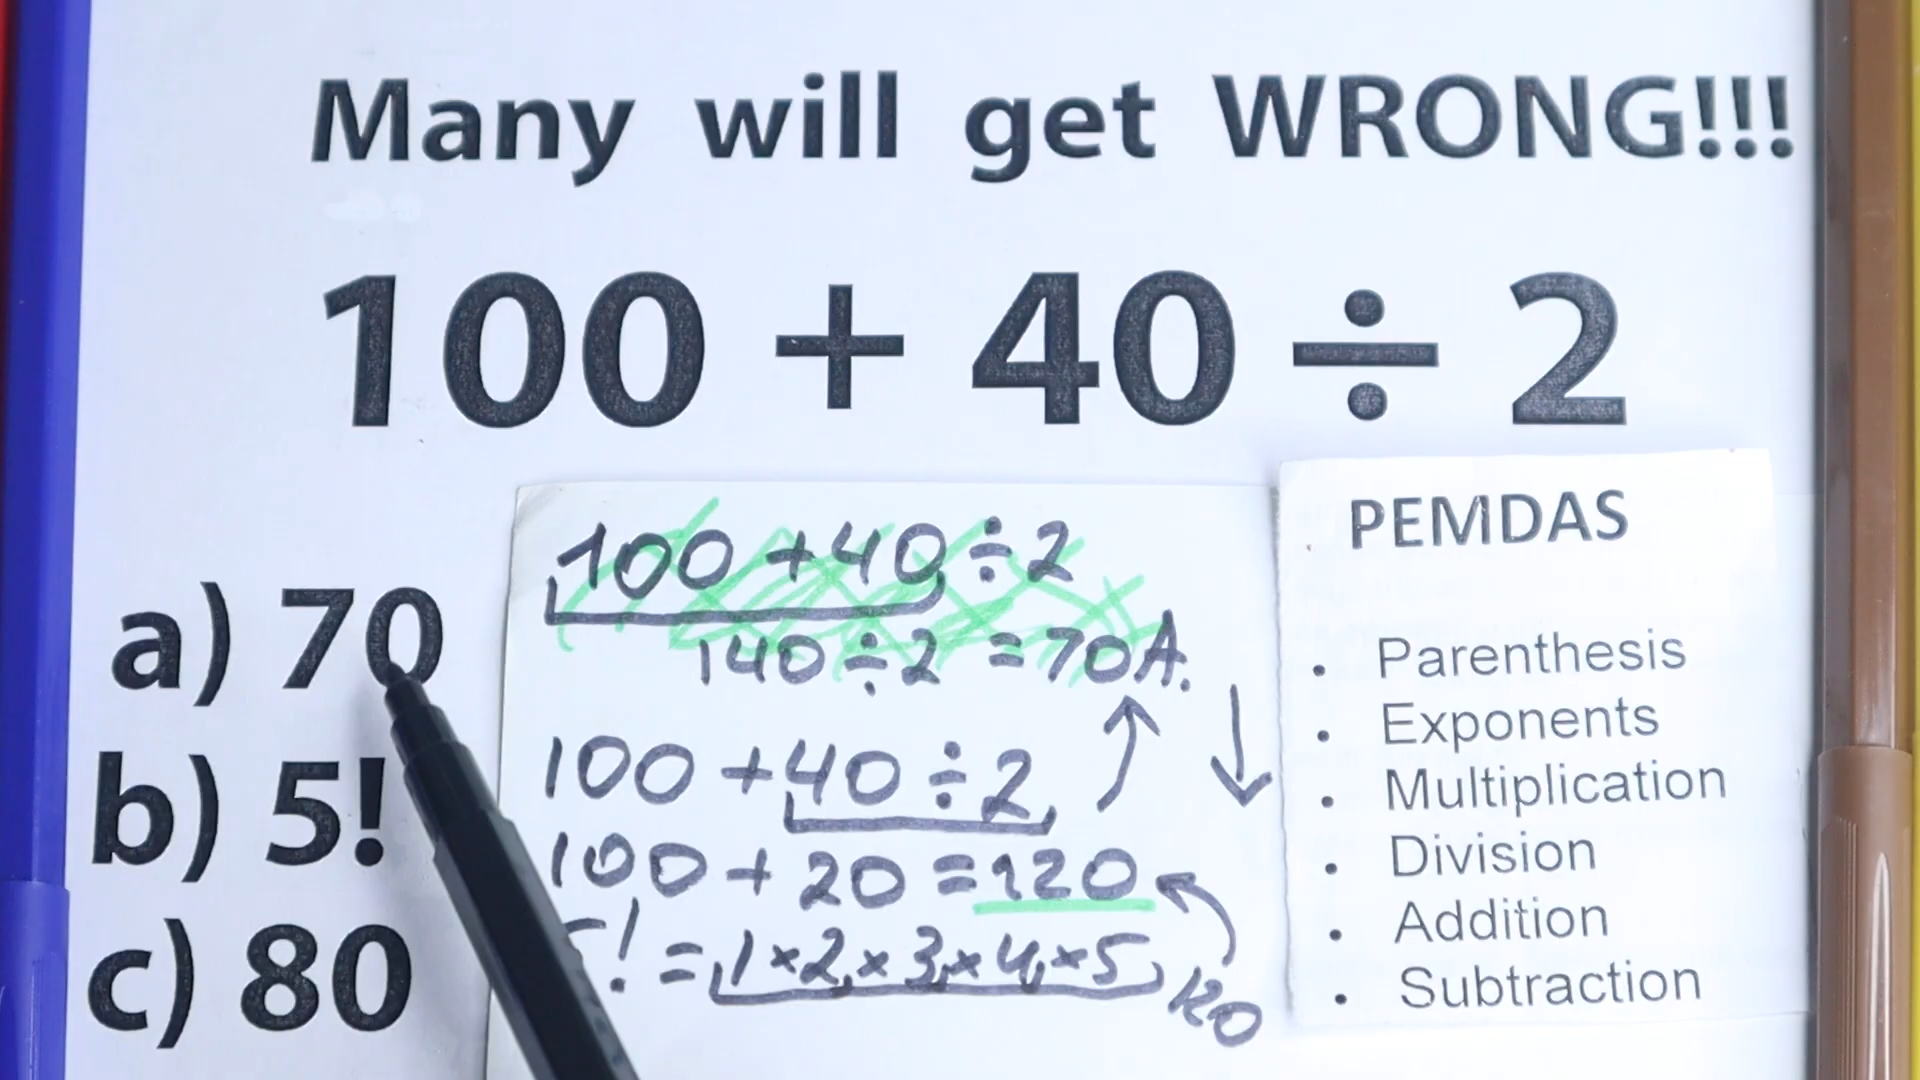 Many will get WRONG!!!
100 + 40 ÷ 2
a) 70
b) 5!
c) 80
100 + 40 ÷ 2
140 ÷ 2 = 70 A.
100 + 40 ÷ 2
100 + 20 = 120
! = 1 × 2 × 3 × 4 × 5
120
PEMDAS
• Parenthesis
• Exponents
• Multiplication
• Division
• Addition
• Subtraction